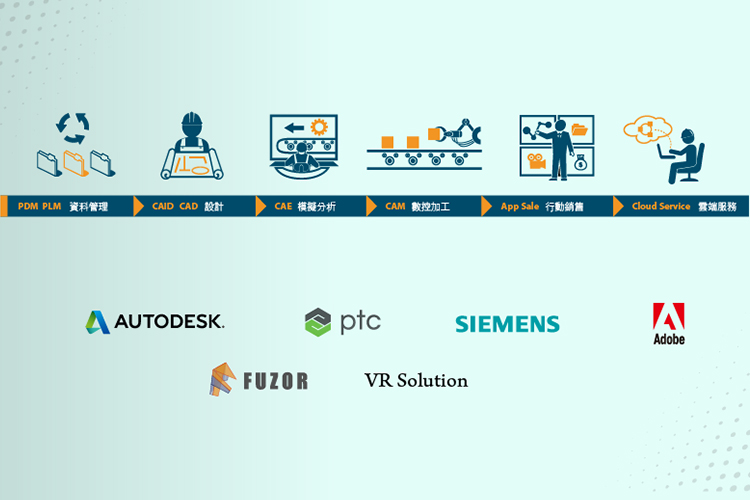 PDM PLM 資料管理
CAID CAD 設計
CAE 模擬分析
CAM 數控加工
App Sale 行動銷售
Cloud Service 雲端服務
AUTODESK.
ptc
SIEMENS
Adobe
FUZOR
VR Solution